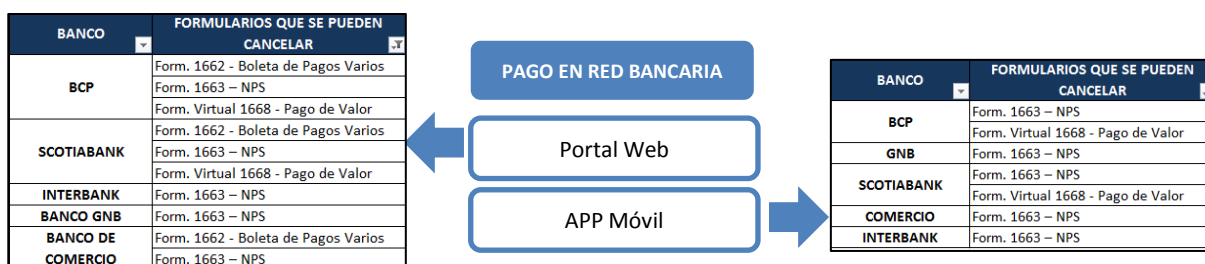 BANCO
FORMULARIOS QUE SE PUEDEN
CANCELAR
BCP
Form. 1662 - Boleta de Pagos Varios
Form. 1663 – NPS
Form. Virtual 1668 - Pago de Valor
SCOTIABANK
Form. 1662 - Boleta de Pagos Varios
Form. 1663 – NPS
Form. Virtual 1668 - Pago de Valor
INTERBANK
Form. 1663 – NPS
BANCO GNB
Form. 1663 – NPS
BANCO DE
COMERCIO
Form. 1662 - Boleta de Pagos Varios
Form. 1663 – NPS
PAGO EN RED BANCARIA
Portal Web
APP Móvil
BANCO
FORMULARIOS QUE SE PUEDEN
CANCELAR
BCP
Form. 1663 – NPS
Form. Virtual 1668 - Pago de Valor
GNB
Form. 1663 – NPS
SCOTIABANK
Form. 1663 – NPS
Form. Virtual 1668 - Pago de Valor
COMERCIO
Form. 1663 – NPS
INTERBANK
Form. 1663 – NPS